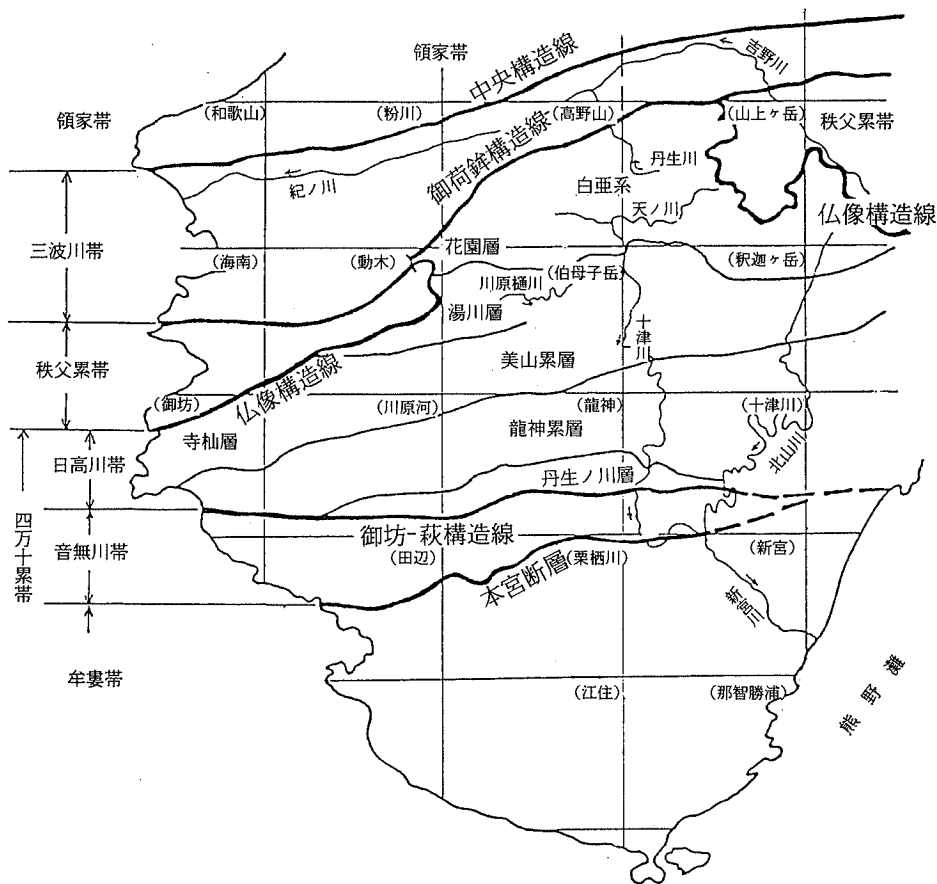 領家帯
中央構造線
吉野川
領家帯
(和歌山)
(粉川)
(高野山)
(山上ヶ岳)
秩父累帯
御荷鉾構造線
紀ノ川
丹生川
白亜系
天ノ川
仏像構造線
三波川帯
(海南)
(動木)
花園層
(伯母子岳)
(釈迦ヶ岳)
川原樋川
湯川層
十津川
秩父累帯
美山累層
仏像構造線
(御坊)
(川原河)
(龍神)
(十津川)
寺杣層
龍神累層
北山川
日高川帯
丹生ノ川層
四万十累帯
音無川帯
御坊-萩構造線
(田辺)
(栗栖川)
(新宮)
本宮断層
新宮川
牟婁帯
(江住)
(那智勝浦)
熊野灘